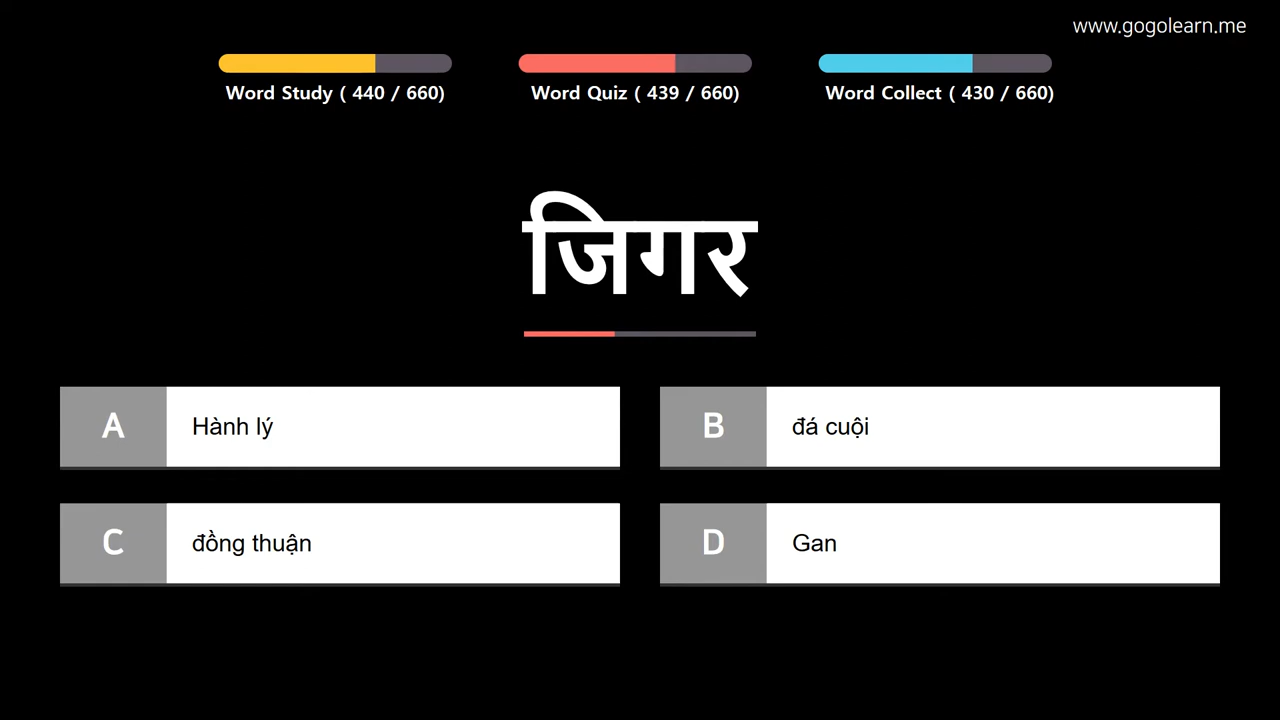 www.gogolearn.me
Word Study ( 440 / 660)
Word Quiz ( 439 / 660)
Word Collect ( 430 / 660)
जिगर
A Hành lý
B đá cuội
C đồng thuận
D Gan